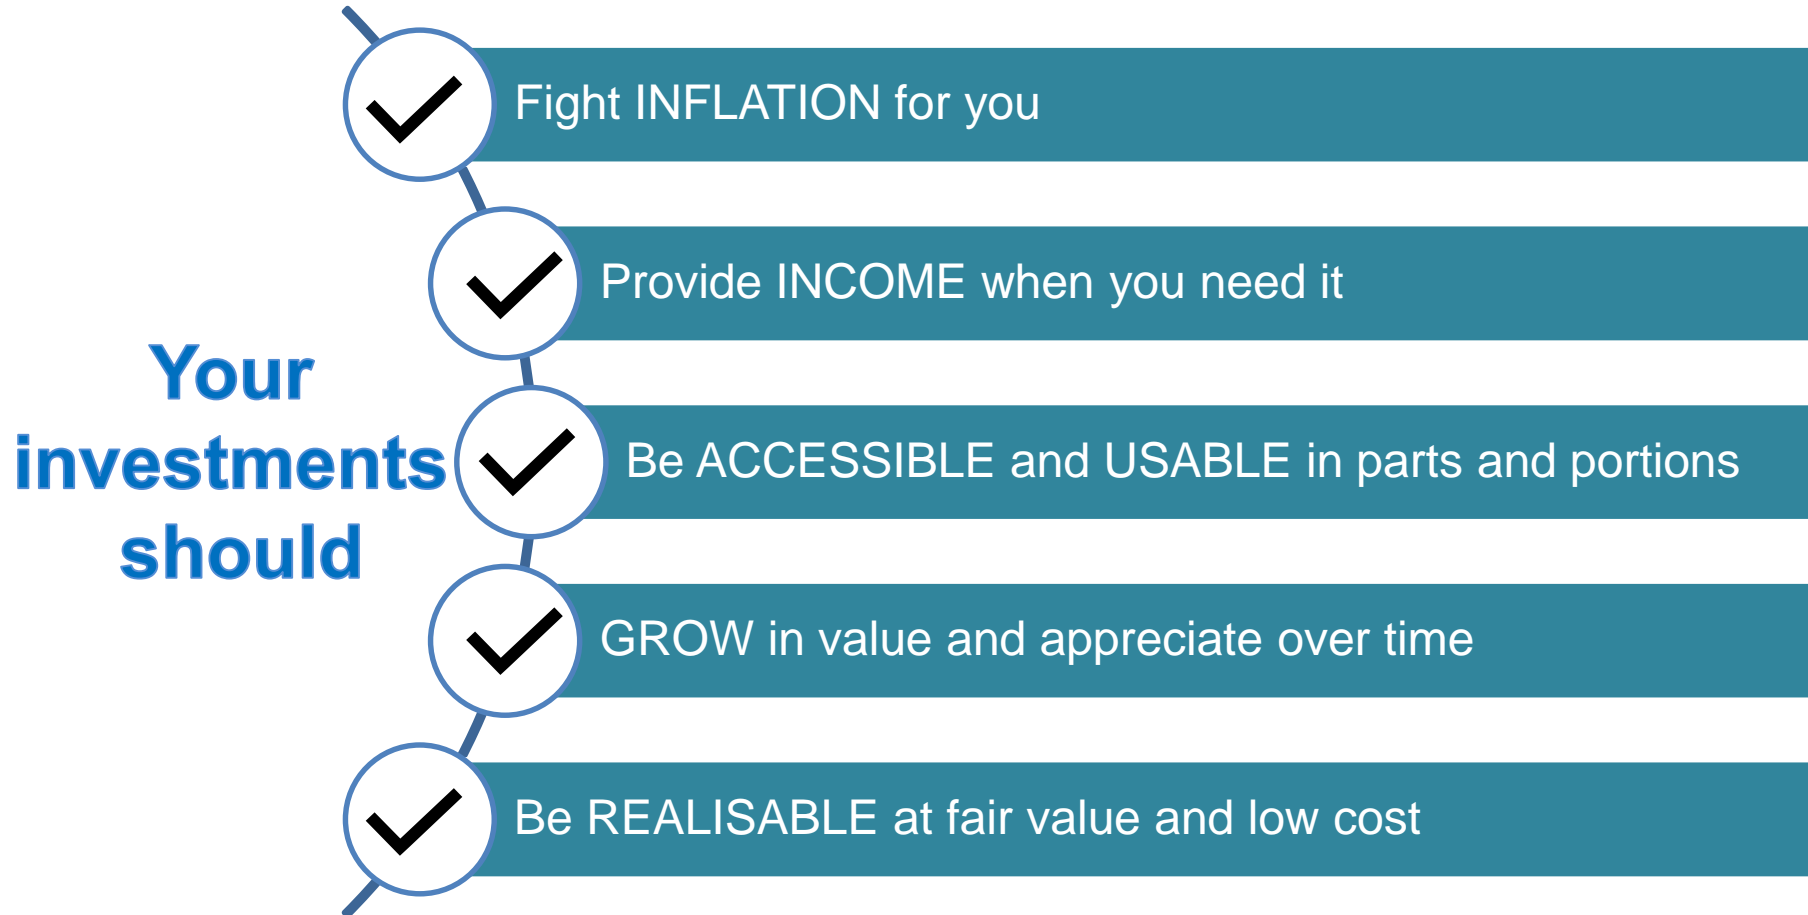 Your
investments
should
Fight INFLATION for you
Provide INCOME when you need it
Be ACCESSIBLE and USABLE in parts and portions
GROW in value and appreciate over time
Be REALISABLE at fair value and low cost